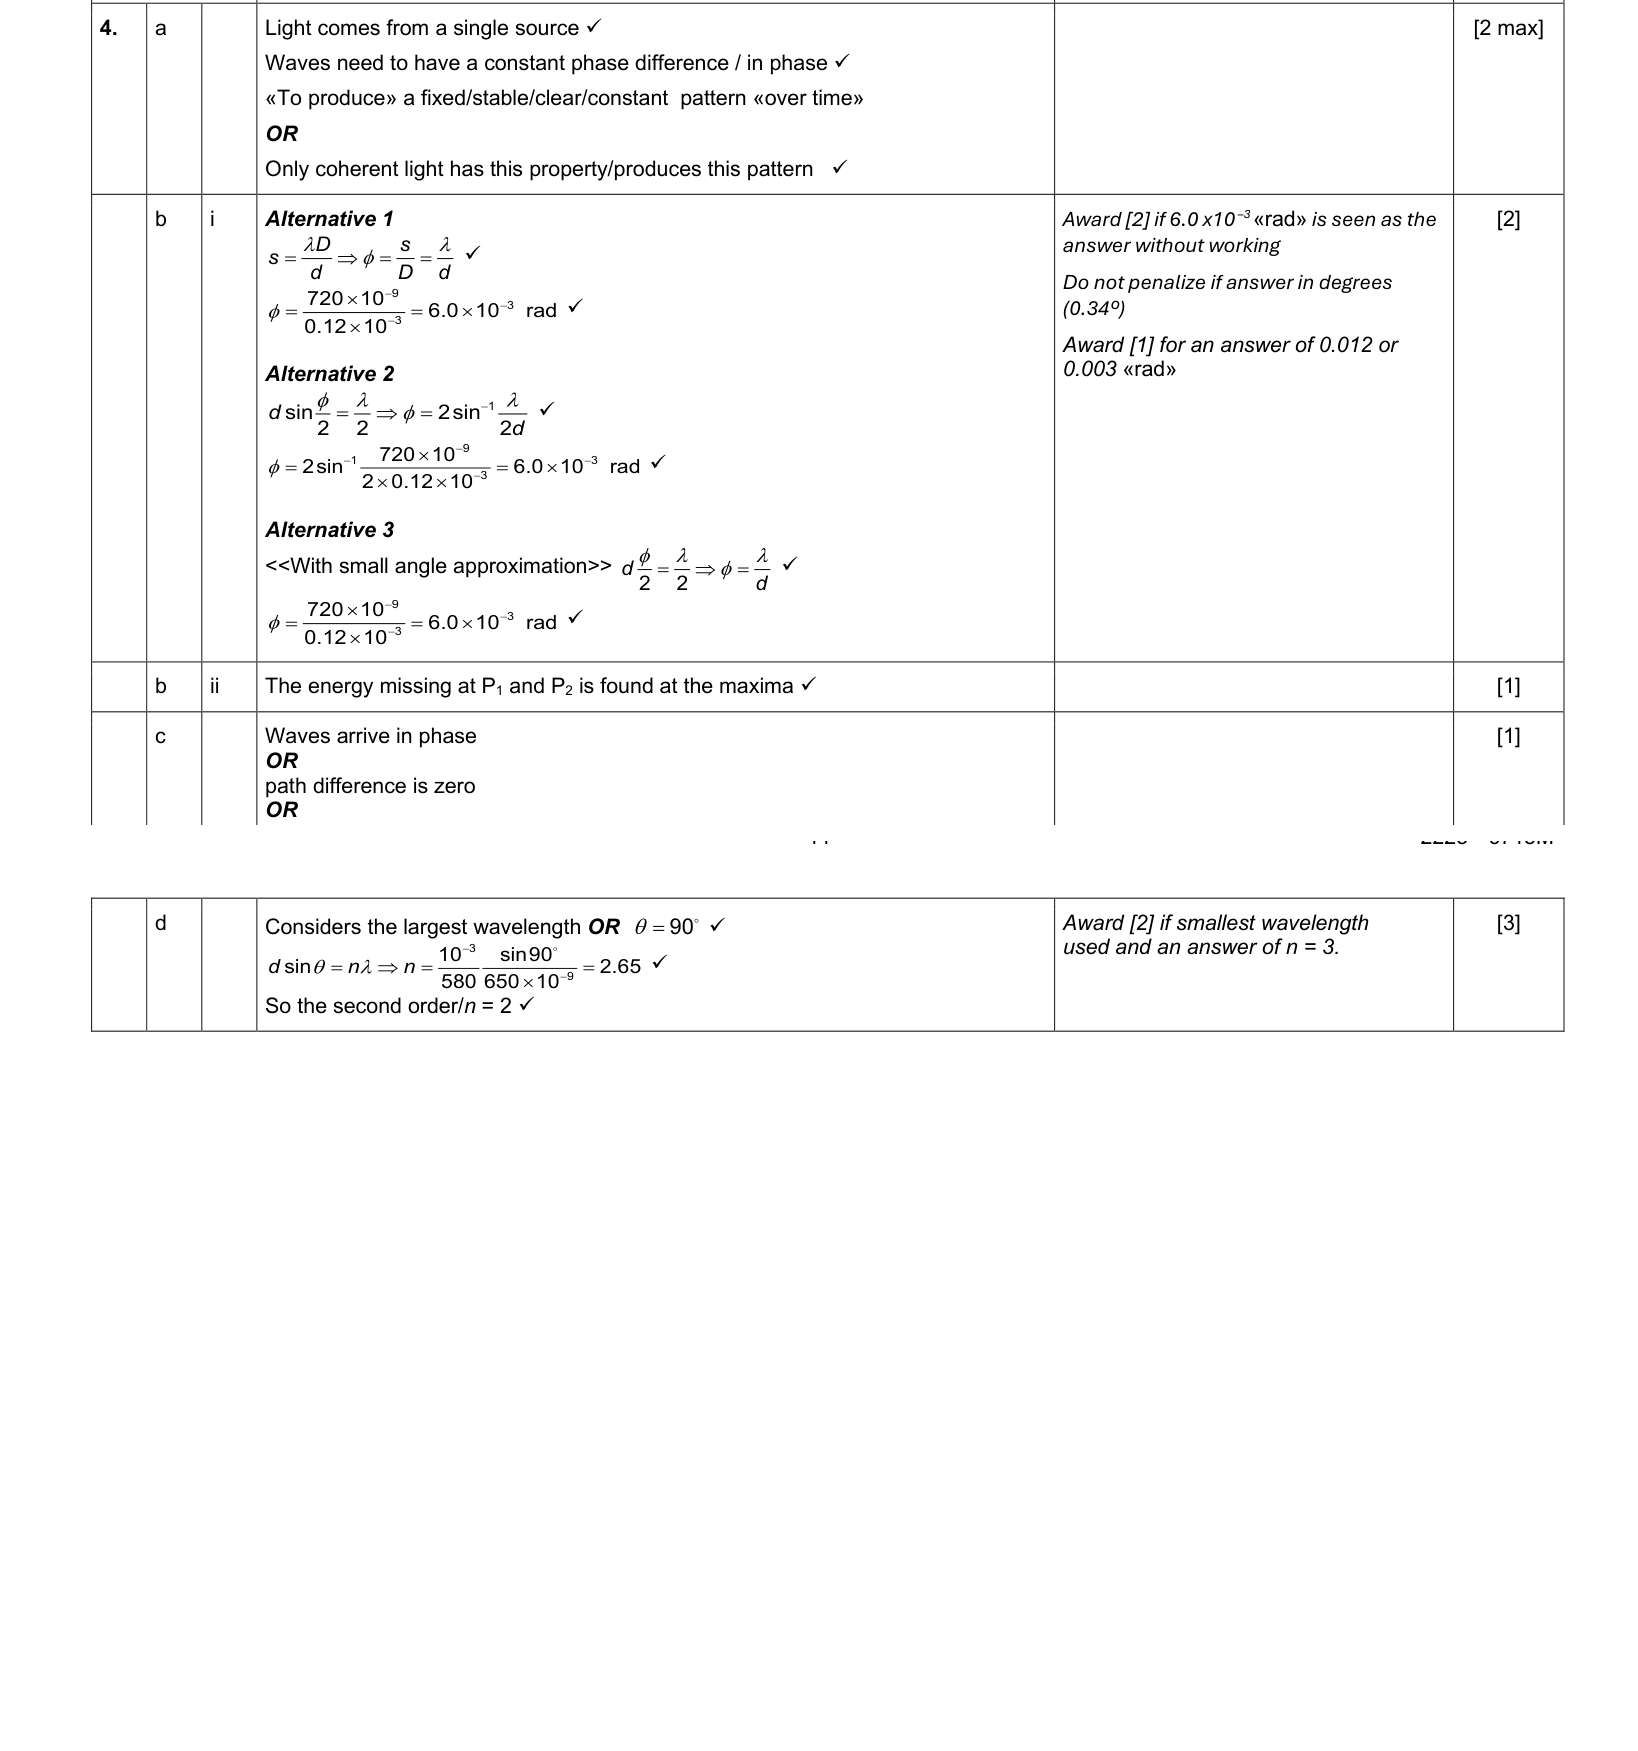 4. a Light comes from a single source ✓ [2 max]
Waves need to have a constant phase difference / in phase ✓
«To produce» a fixed/stable/clear/constant pattern «over time»
OR
Only coherent light has this property/produces this pattern ✓
b i Alternative 1 Award [2] if 6.0 x10⁻³ «rad» is seen as the [2]
s = λD/d ⇒ ϕ = s/D = λ/d ✓ answer without working
Do not penalize if answer in degrees
ϕ = 720×10⁻⁹/0.12×10⁻³ = 6.0×10⁻³ rad ✓ (0.34º)
Award [1] for an answer of 0.012 or
Alternative 2 0.003 «rad»
d sin ϕ/2 = λ/2 ⇒ ϕ = 2 sin⁻¹ λ/2d ✓
ϕ = 2 sin⁻¹ 720×10⁻⁹/2×0.12×10⁻³ = 6.0×10⁻³ rad ✓
Alternative 3
<<With small angle approximation>> d ϕ/2 = λ/2 ⇒ ϕ = λ/d ✓
ϕ = 720×10⁻⁹/0.12×10⁻³ = 6.0×10⁻³ rad ✓
b ii The energy missing at P₁ and P₂ is found at the maxima ✓ [1]
c Waves arrive in phase [1]
OR
path difference is zero
OR
d Considers the largest wavelength OR θ = 90° ✓ Award [2] if smallest wavelength [3]
used and an answer of n = 3.
d sinθ = nλ ⇒ n = 10⁻³/580 sin90°/650×10⁻⁹ = 2.65 ✓
So the second order/n = 2 ✓